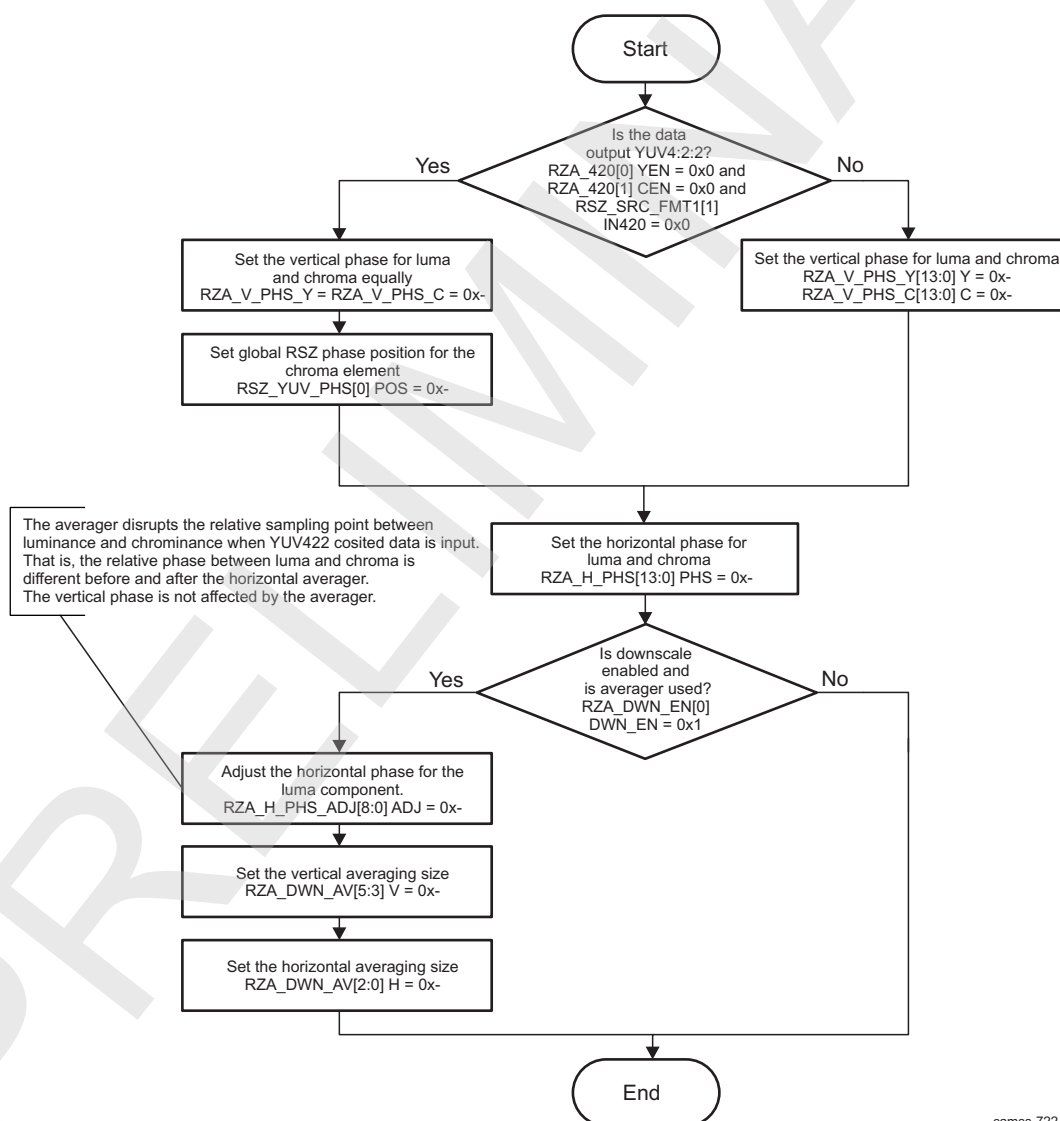 Start
Is the data
output YUV4:2:2?
RZA_420[0] YEN = 0x0 and
RZA_420[1] CEN = 0x0 and
RSZ_SRC_FMT1[1]
IN420 = 0x0
Yes
No
Set the vertical phase for luma
and chroma equally
RZA_V_PHS_Y = RZA_V_PHS_C = 0x-
Set the vertical phase for luma and chroma
RZA_V_PHS_Y[13:0] Y = 0x-
RZA_V_PHS_C[13:0] C = 0x-
Set global RSZ phase position for the
chroma element
RSZ_YUV_PHS[0] POS = 0x-
The averager disrupts the relative sampling point between
luminance and chrominance when YUV422 cosited data is input.
That is, the relative phase between luma and chroma is
different before and after the horizontal averager.
The vertical phase is not affected by the averager.
Set the horizontal phase for
luma and chroma
RZA_H_PHS[13:0] PHS = 0x-
Is downscale
enabled and
is averager used?
RZA_DWN_EN[0]
DWN_EN = 0x1
Yes
No
Adjust the horizontal phase for the
luma component.
RZA_H_PHS_ADJ[8:0] ADJ = 0x-
Set the vertical averaging size
RZA_DWN_AV[5:3] V = 0x-
Set the horizontal averaging size
RZA_DWN_AV[2:0] H = 0x-
End
PRELIMINA